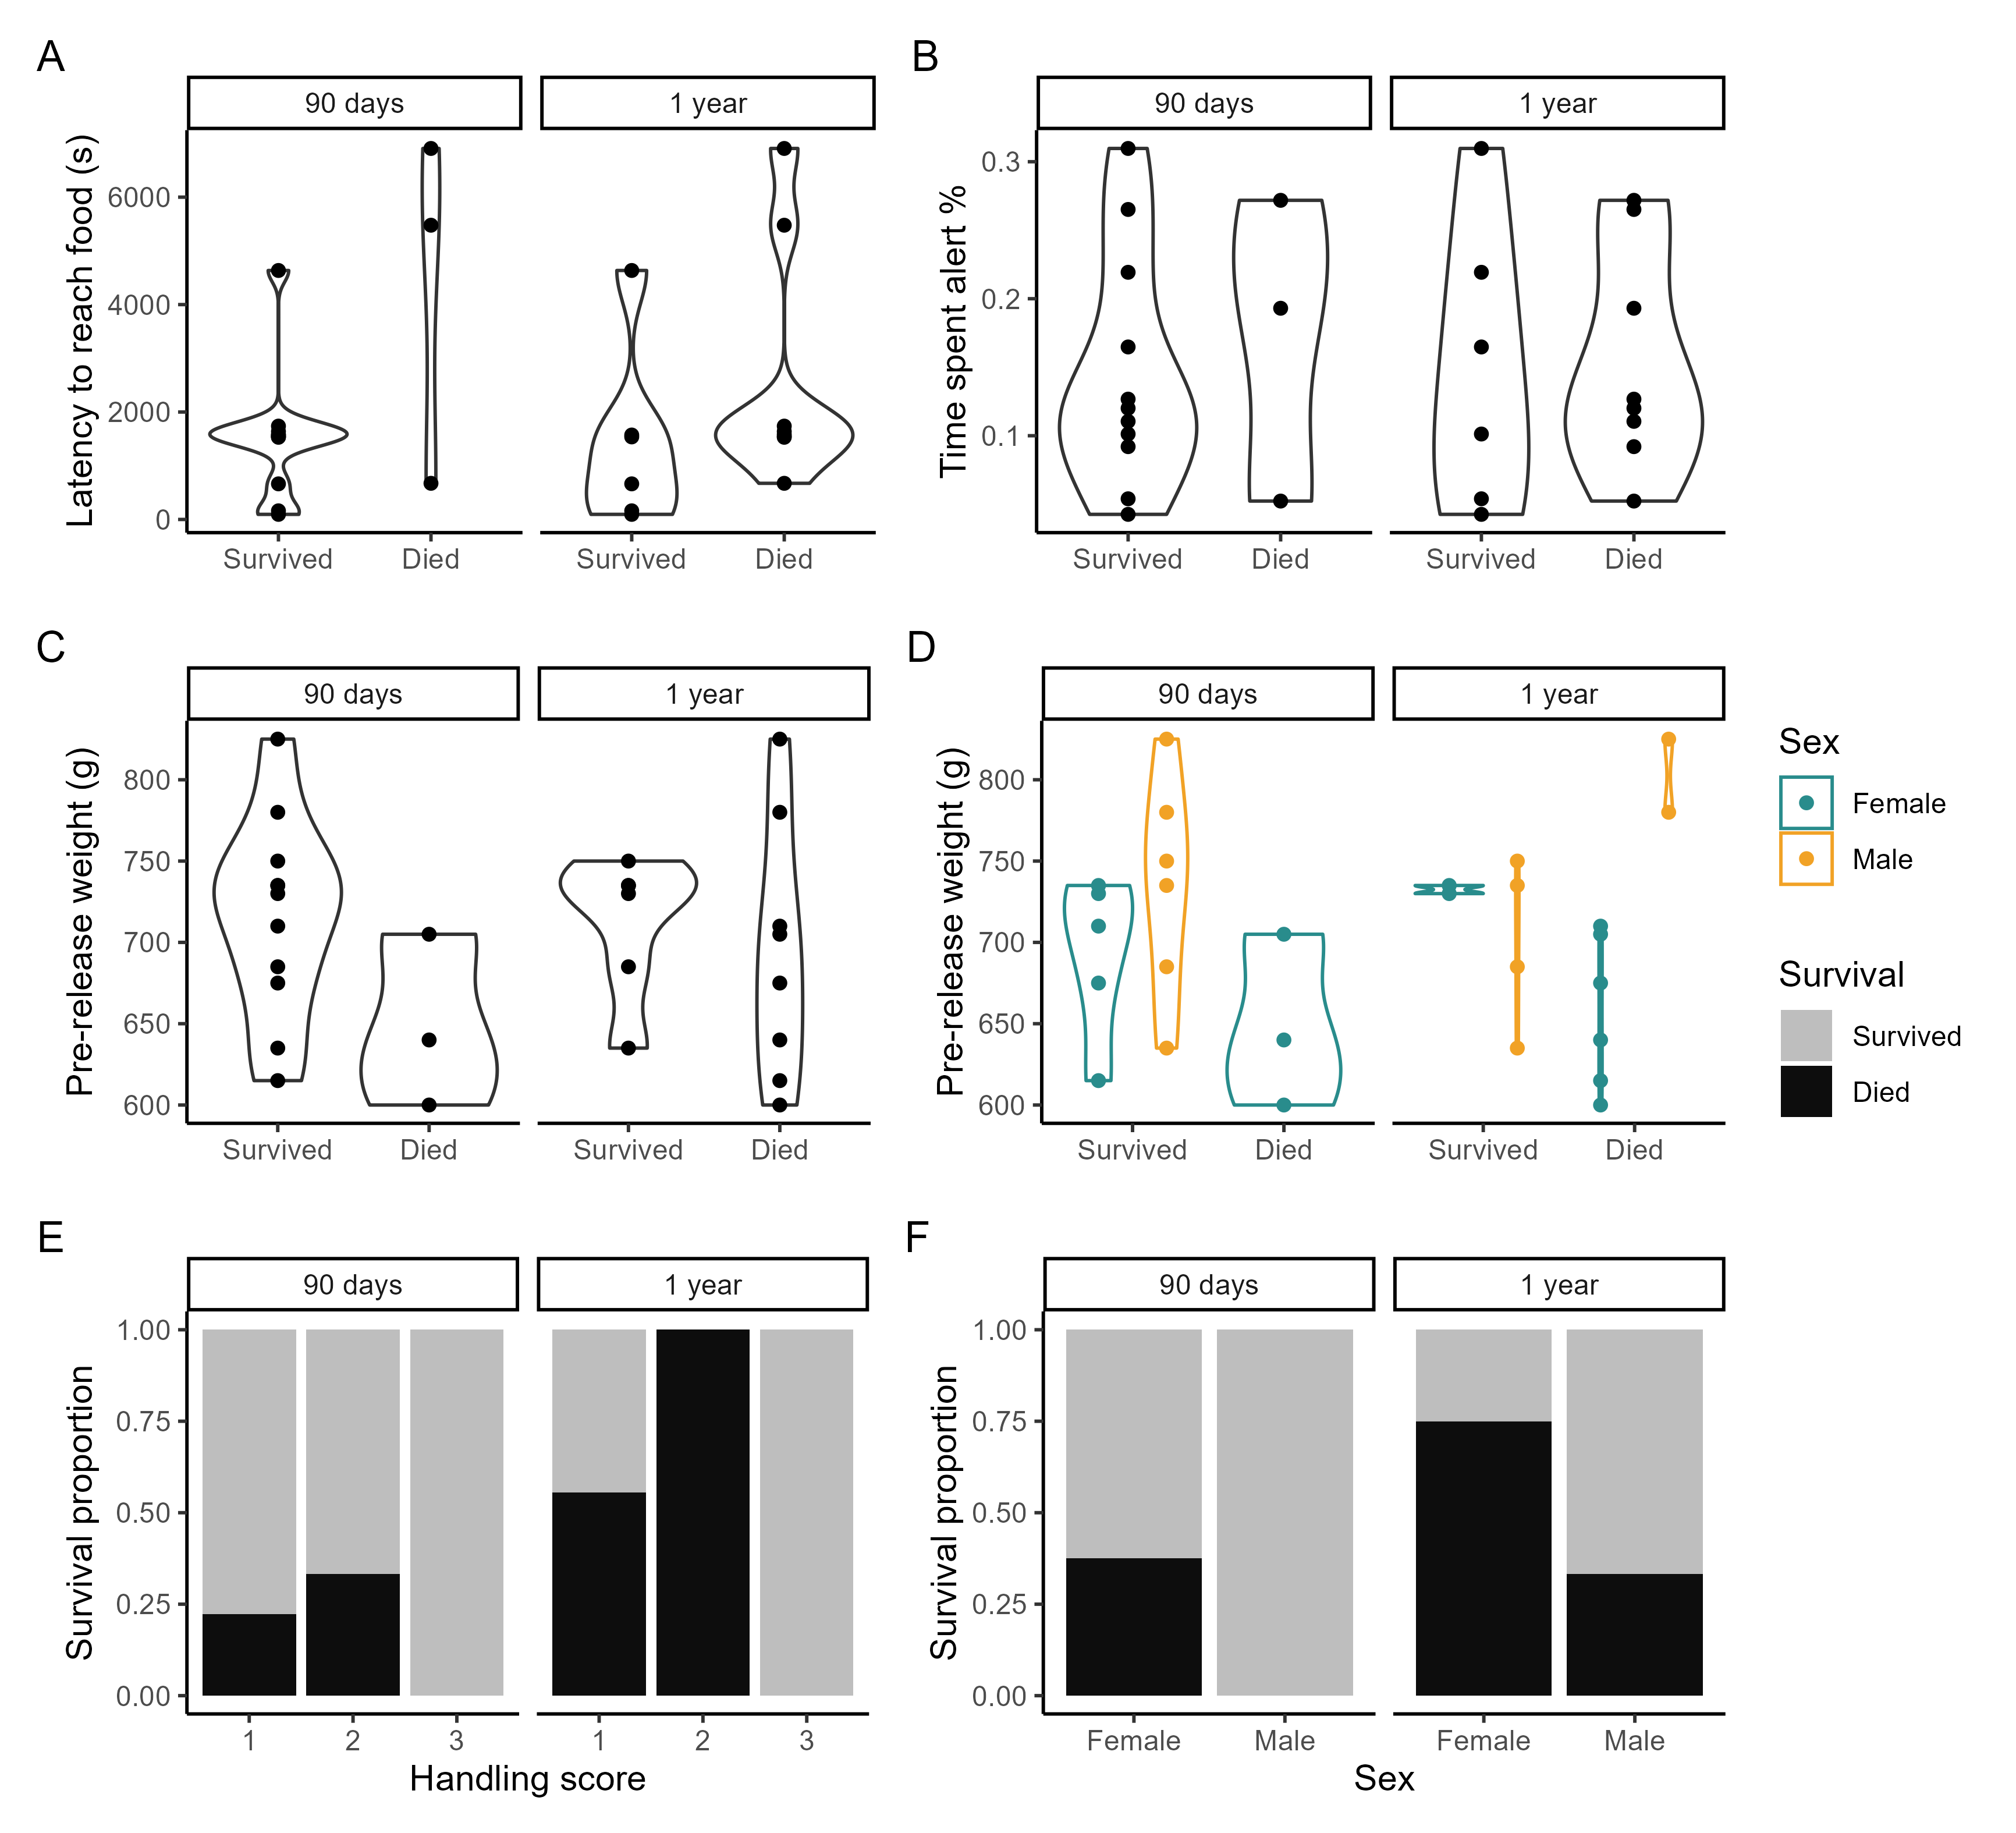 A
B
90 days
1 year
90 days
1 year
Latency to reach food (s)
6000
4000
2000
0
Survived
Died
Survived
Died
Time spent alert %
0.3
0.2
0.1
Survived
Died
Survived
Died
C
D
90 days
1 year
90 days
1 year
Pre-release weight (g)
800
750
700
650
600
Survived
Died
Survived
Died
Pre-release weight (g)
800
750
700
650
600
Survived
Died
Survived
Died
Sex
Female
Male
Survival
Survived
Died
E
F
90 days
1 year
90 days
1 year
Survival proportion
1.00
0.75
0.50
0.25
0.00
1
2
3
1
2
3
Handling score
Survival proportion
1.00
0.75
0.50
0.25
0.00
Female
Male
Female
Male
Sex